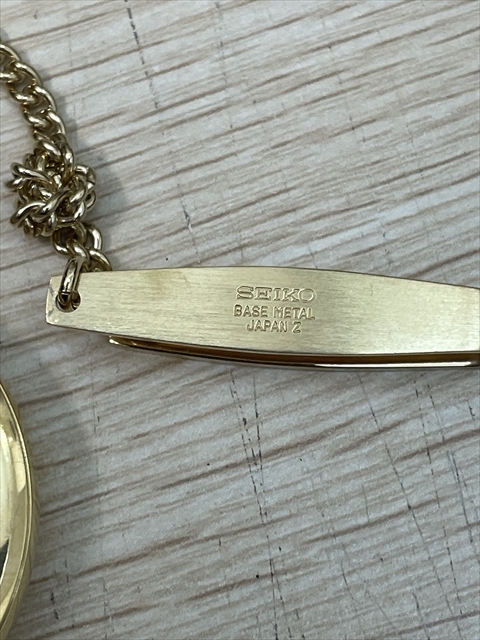 SEIKO
BASE METAL
JAPAN Z